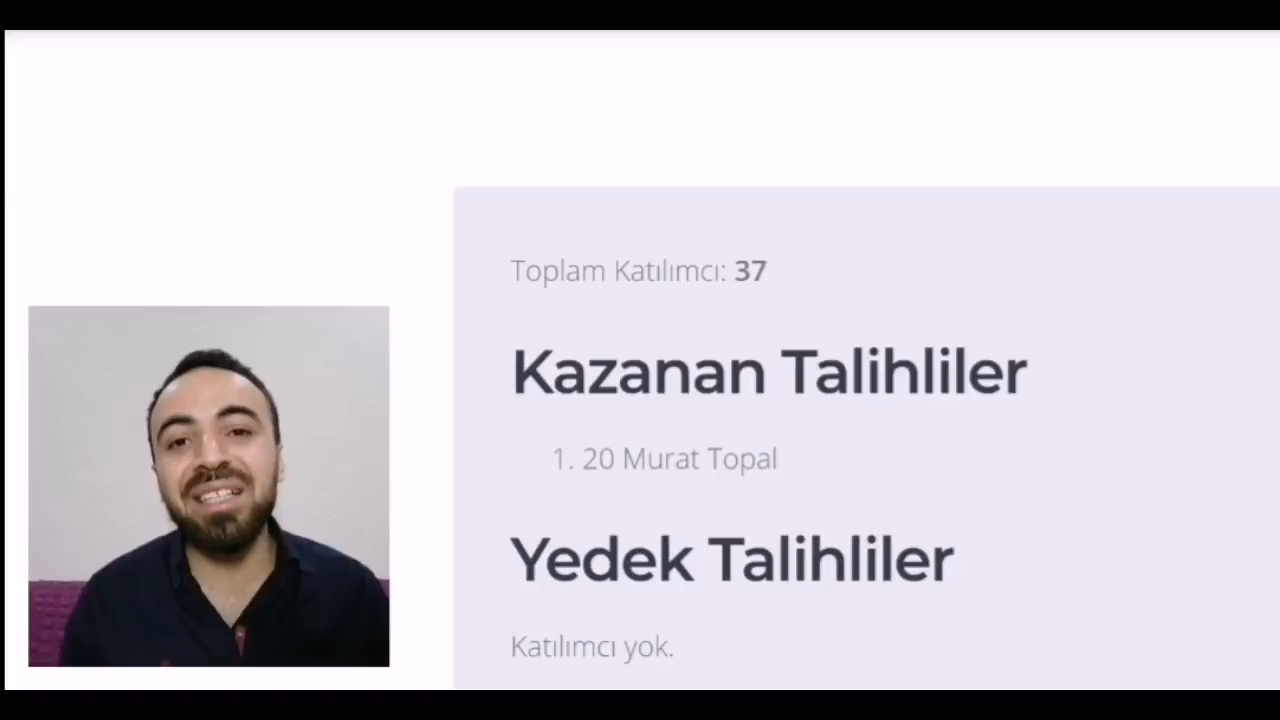 Toplam Katılımcı: 37
Kazanan Talihliler
1. 20 Murat Topal
Yedek Talihliler
Katılımcı yok.